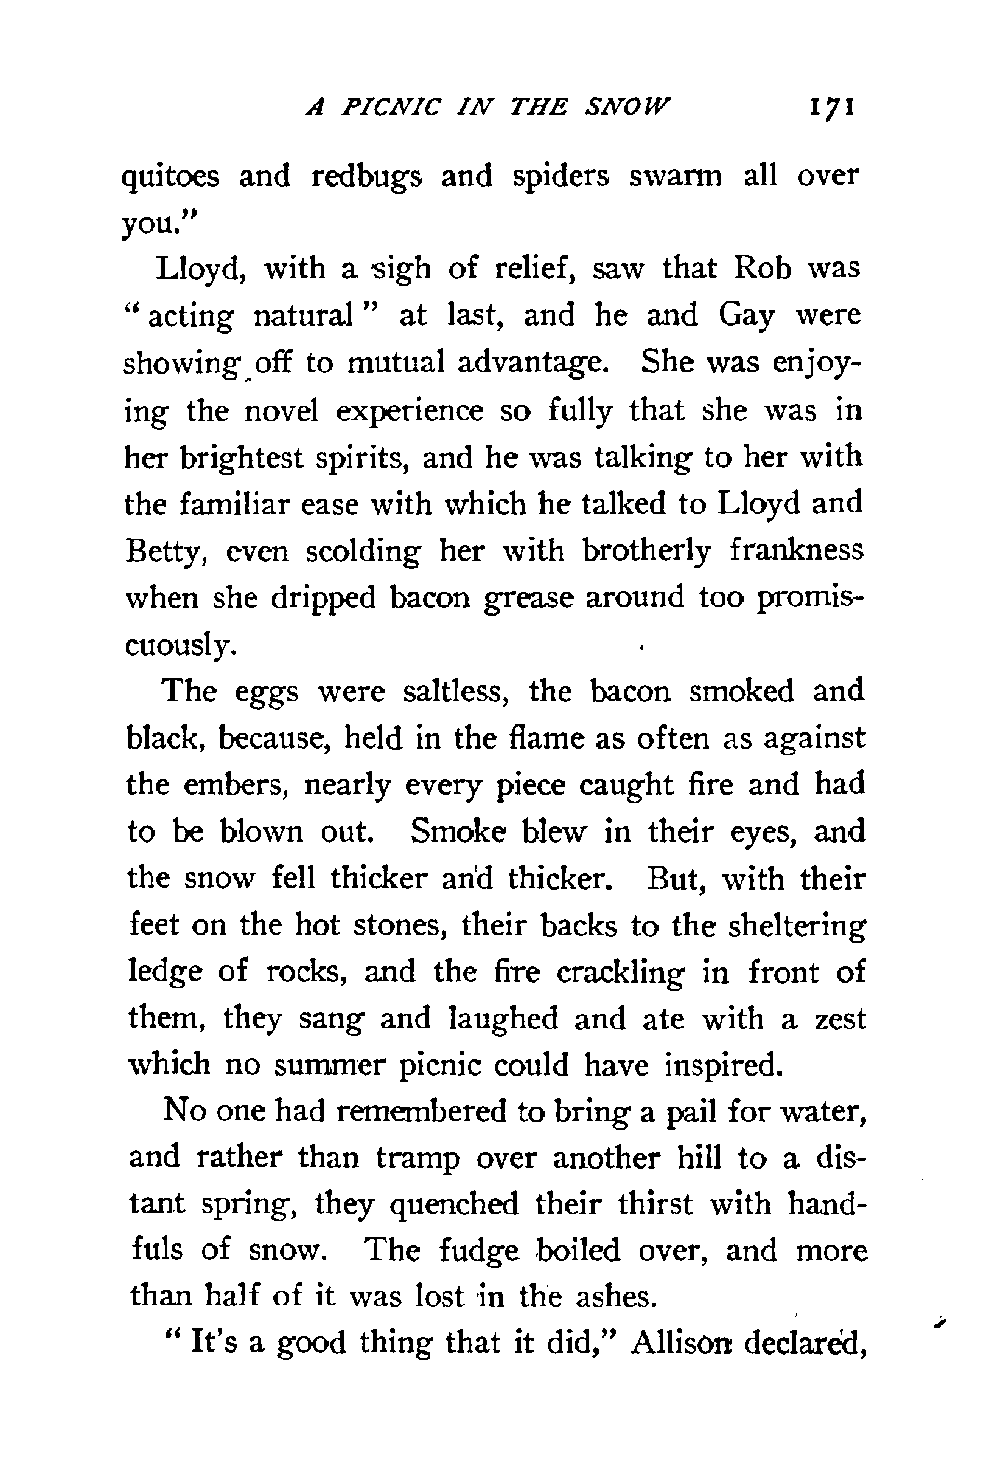 A PICNIC IN THE SNOW 171
quitoes and redbugs and spiders swarm all over
you."
Lloyd, with a sigh of relief, saw that Rob was
" acting natural " at last, and he and Gay were
showing off to mutual advantage. She was enjoy-
ing the novel experience so fully that she was in
her brightest spirits, and he was talking to her with
the familiar ease with which he talked to Lloyd and
Betty, even scolding her with brotherly frankness
when she dripped bacon grease around too promis-
cuously.
The eggs were saltless, the bacon smoked and
black, because, held in the flame as often as against
the embers, nearly every piece caught fire and had
to be blown out. Smoke blew in their eyes, and
the snow fell thicker and thicker. But, with their
feet on the hot stones, their backs to the sheltering
ledge of rocks, and the fire crackling in front of
them, they sang and laughed and ate with a zest
which no summer picnic could have inspired.
No one had remembered to bring a pail for water,
and rather than tramp over another hill to a dis-
tant spring, they quenched their thirst with hand-
fuls of snow. The fudge boiled over, and more
than half of it was lost in the ashes.
" It's a good thing that it did," Allison declared,